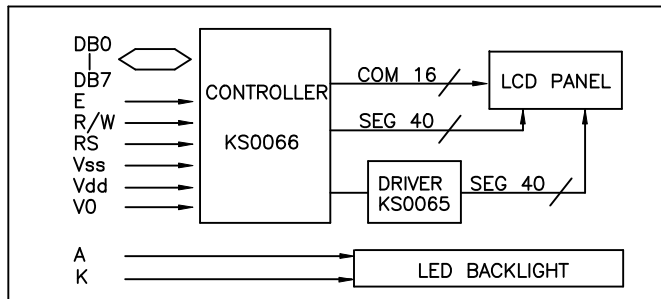 DB0
DB7
E
R/W
RS
Vss
Vdd
V0
CONTROLLER
KS0066
COM 16
SEG 40
LCD PANEL
DRIVER
KS0065
SEG 40
A
K
LED BACKLIGHT